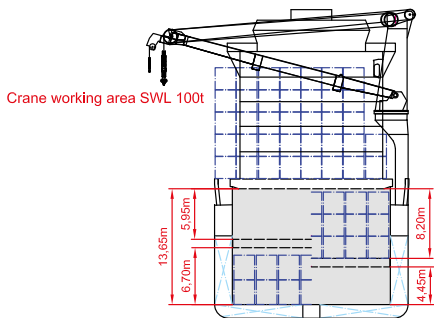 Crane working area SWL 100t
13,65m
5,95m
6,70m
8,20m
4,45m